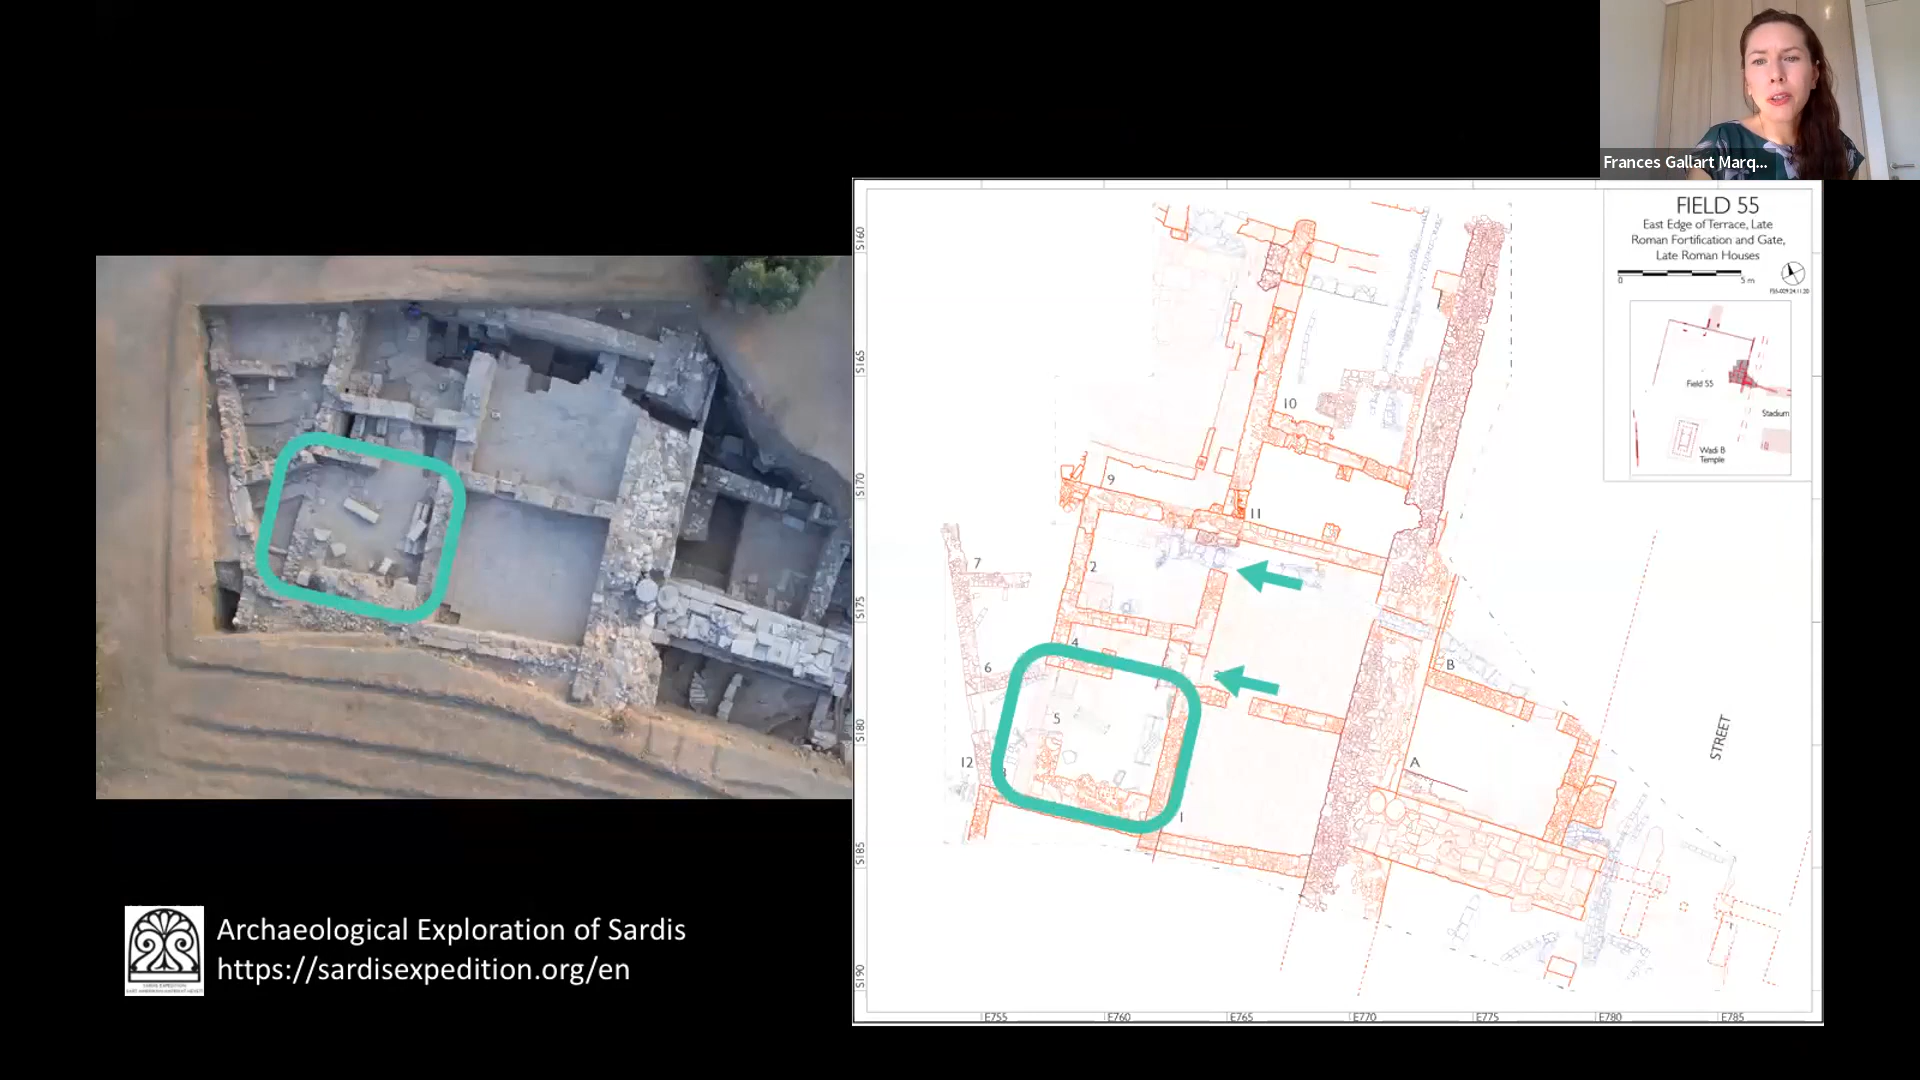 Frances Gallart Marq...
FIELD 55
East Edge of Terrace, Late
Roman Fortification and Gate,
Late Roman Houses
0
5 m
Field 55
Stadium
Wadi B
Temple
S160
S165
S170
S175
S180
S185
S190
10
9
11
7
2
4
6
B
5
12
A
1
STREET
E755
E760
E765
E770
E775
E780
E785
Archaeological Exploration of Sardis
https://sardisexpedition.org/en